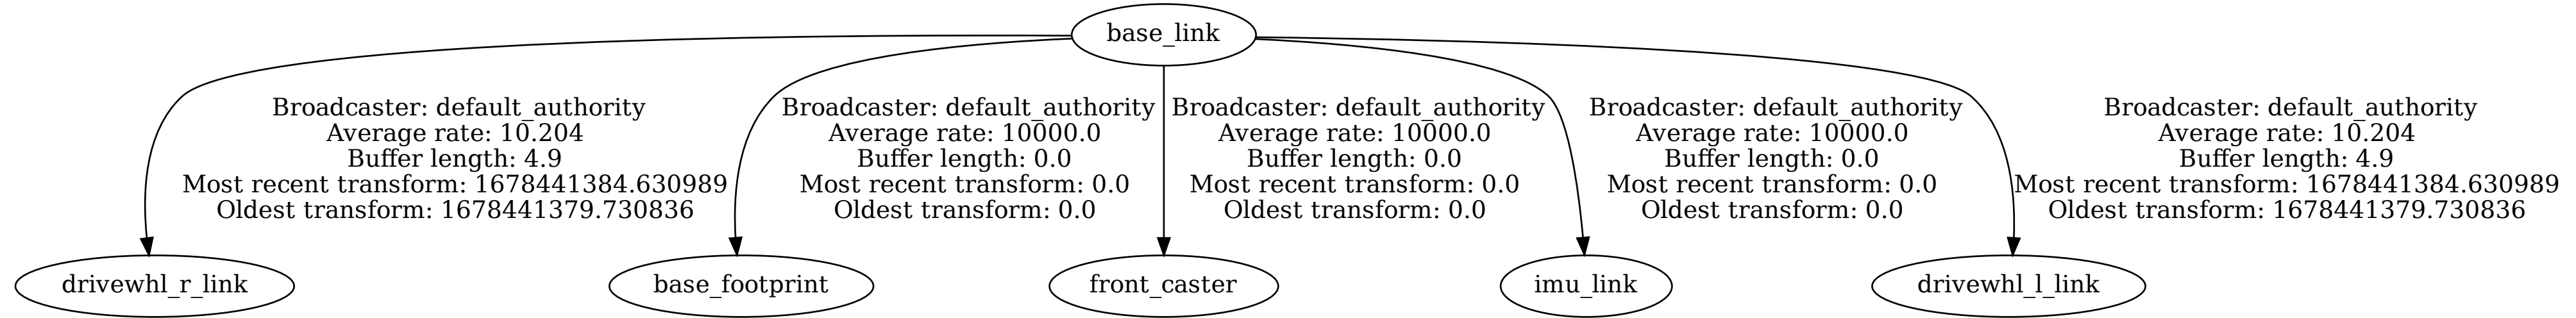 base_link
Broadcaster: default_authority
Average rate: 10.204
Buffer length: 4.9
Most recent transform: 1678441384.630989
Oldest transform: 1678441379.730836
Broadcaster: default_authority
Average rate: 10000.0
Buffer length: 0.0
Most recent transform: 0.0
Oldest transform: 0.0
Broadcaster: default_authority
Average rate: 10000.0
Buffer length: 0.0
Most recent transform: 0.0
Oldest transform: 0.0
Broadcaster: default_authority
Average rate: 10000.0
Buffer length: 0.0
Most recent transform: 0.0
Oldest transform: 0.0
Broadcaster: default_authority
Average rate: 10.204
Buffer length: 4.9
Most recent transform: 1678441384.630989
Oldest transform: 1678441379.730836
drivewhl_r_link
base_footprint
front_caster
imu_link
drivewhl_l_link